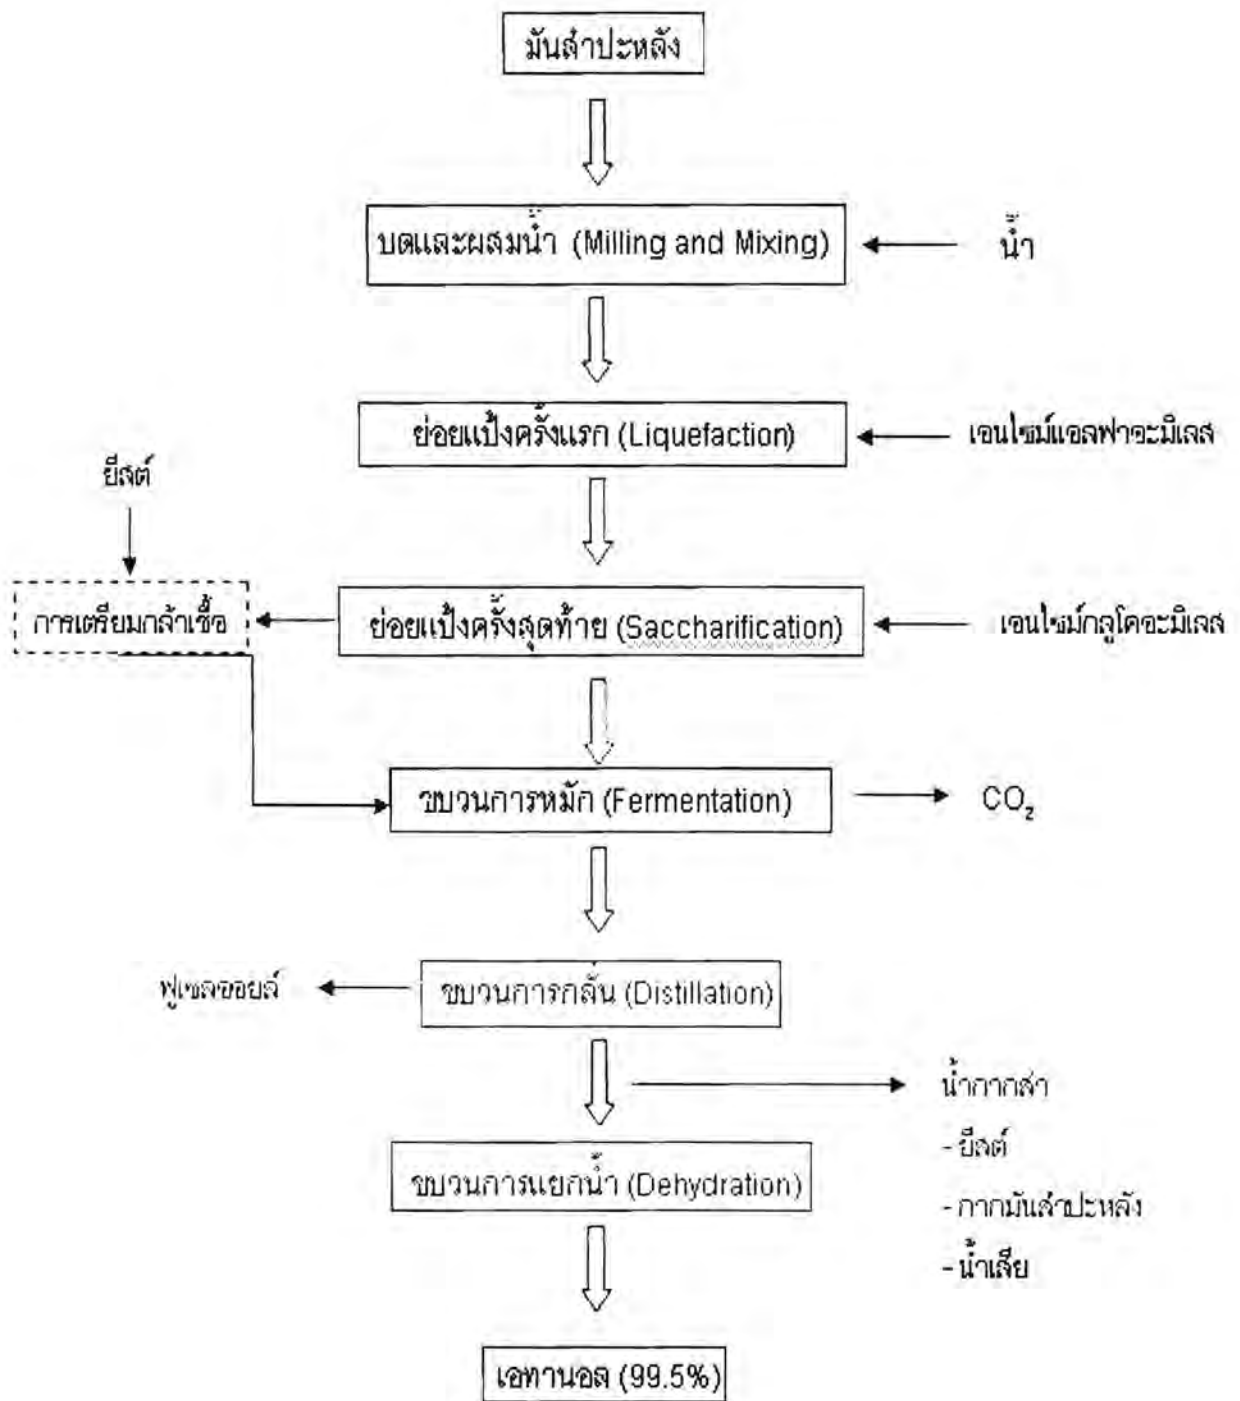 มันสำปะหลัง
บดและผสมน้ำ (Milling and Mixing)
น้ำ
ย่อยแป้งครั้งแรก (Liquefaction)
เอนไซม์แอลฟาอะมิเลส
ยีสต์
การเตรียมกล้าเชื้อ
ย่อยแป้งครั้งสุดท้าย (Saccharification)
เอนไซม์กลูโคอะมิเลส
ขบวนการหมัก (Fermentation)
CO₂
ฟูเซลออยล์
ขบวนการกลั่น (Distillation)
น้ำกากส่า
- ยีสต์
ขบวนการแยกน้ำ (Dehydration)
- กากมันสำปะหลัง
- น้ำเสีย
เอทานอล (99.5%)